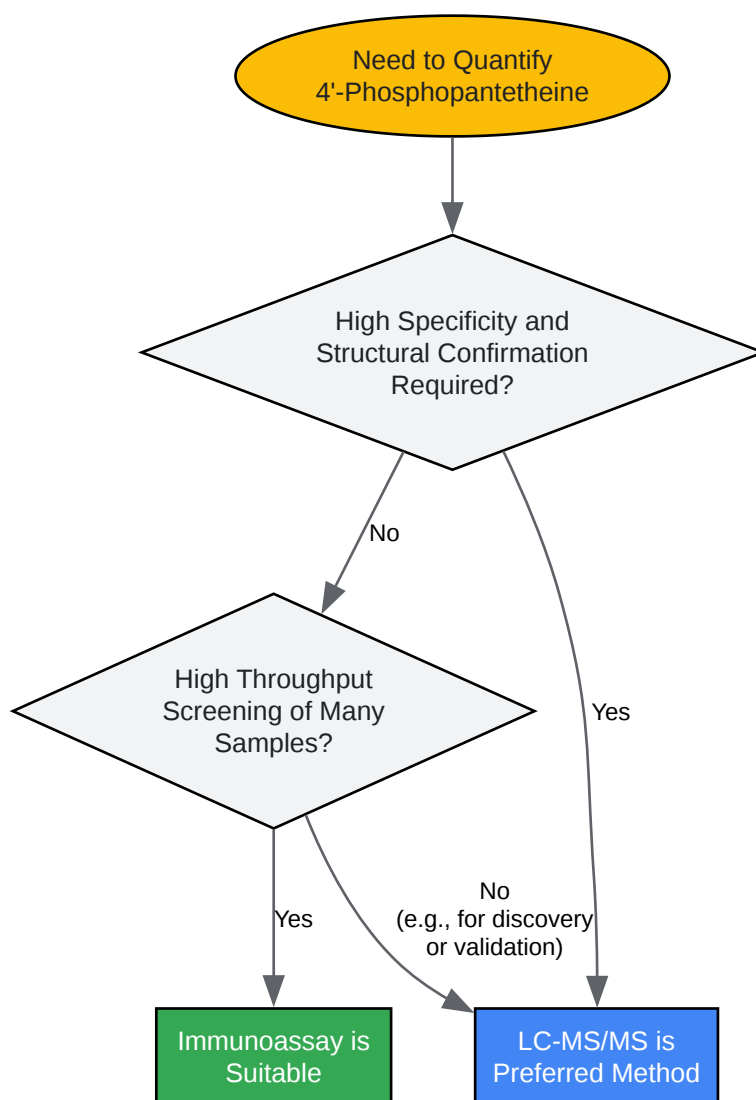 Need to Quantify
4'-Phosphopantetheine
High Specificity and
Structural Confirmation
Required?
No
High Throughput
Screening of Many
Samples?
Yes
Yes
No
(e.g., for discovery
or validation)
Immunoassay is
Suitable
LC-MS/MS is
Preferred Method